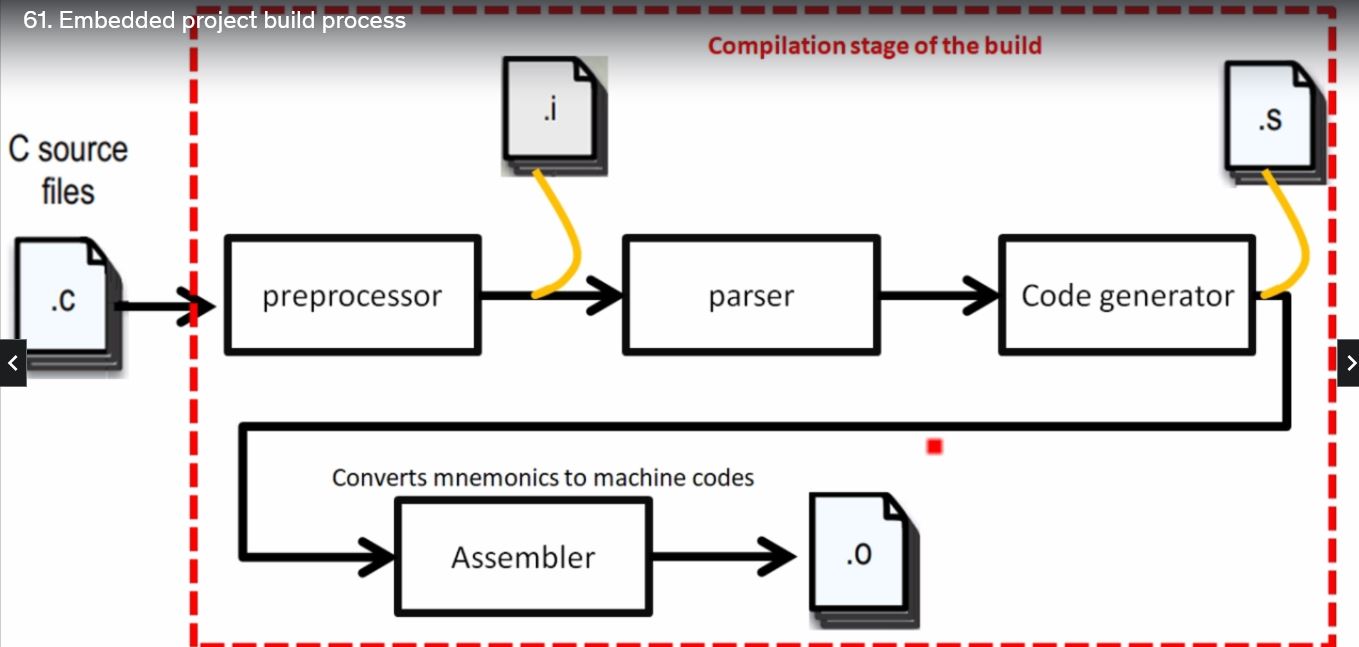 61. Embedded project build process
Compilation stage of the build
.i
.s
C source
files
.c
preprocessor
parser
Code generator
Converts mnemonics to machine codes
Assembler
.o